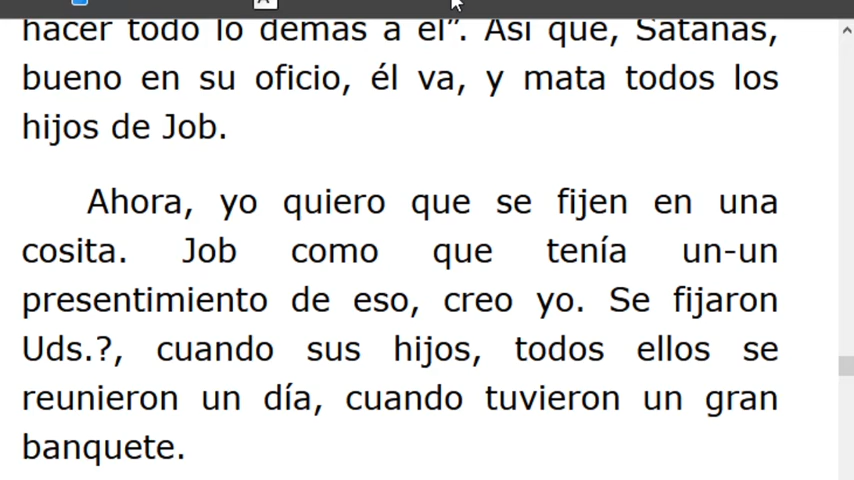 hacer todo lo demás a él”. Así que, Satanás,
bueno en su oficio, él va, y mata todos los
hijos de Job.
Ahora, yo quiero que se fijen en una
cosita. Job como que tenía un-un
presentimiento de eso, creo yo. Se fijaron
Uds.?, cuando sus hijos, todos ellos se
reunieron un día, cuando tuvieron un gran
banquete.